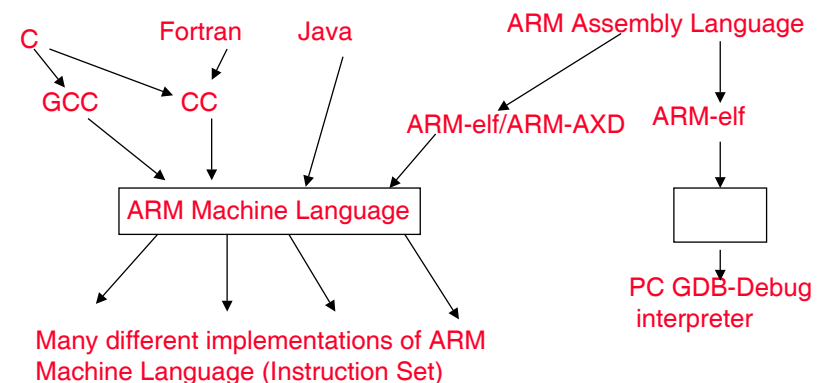 C
Fortran
Java
ARM Assembly Language
GCC
CC
ARM-elf/ARM-AXD
ARM-elf
ARM Machine Language
PC GDB-Debug
interpreter
Many different implementations of ARM
Machine Language (Instruction Set)